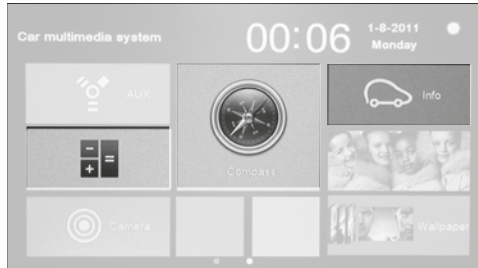 Car multimedia system
00:06
1-8-2011
Monday
AUX
Compass
Info
Camera
Wallpaper